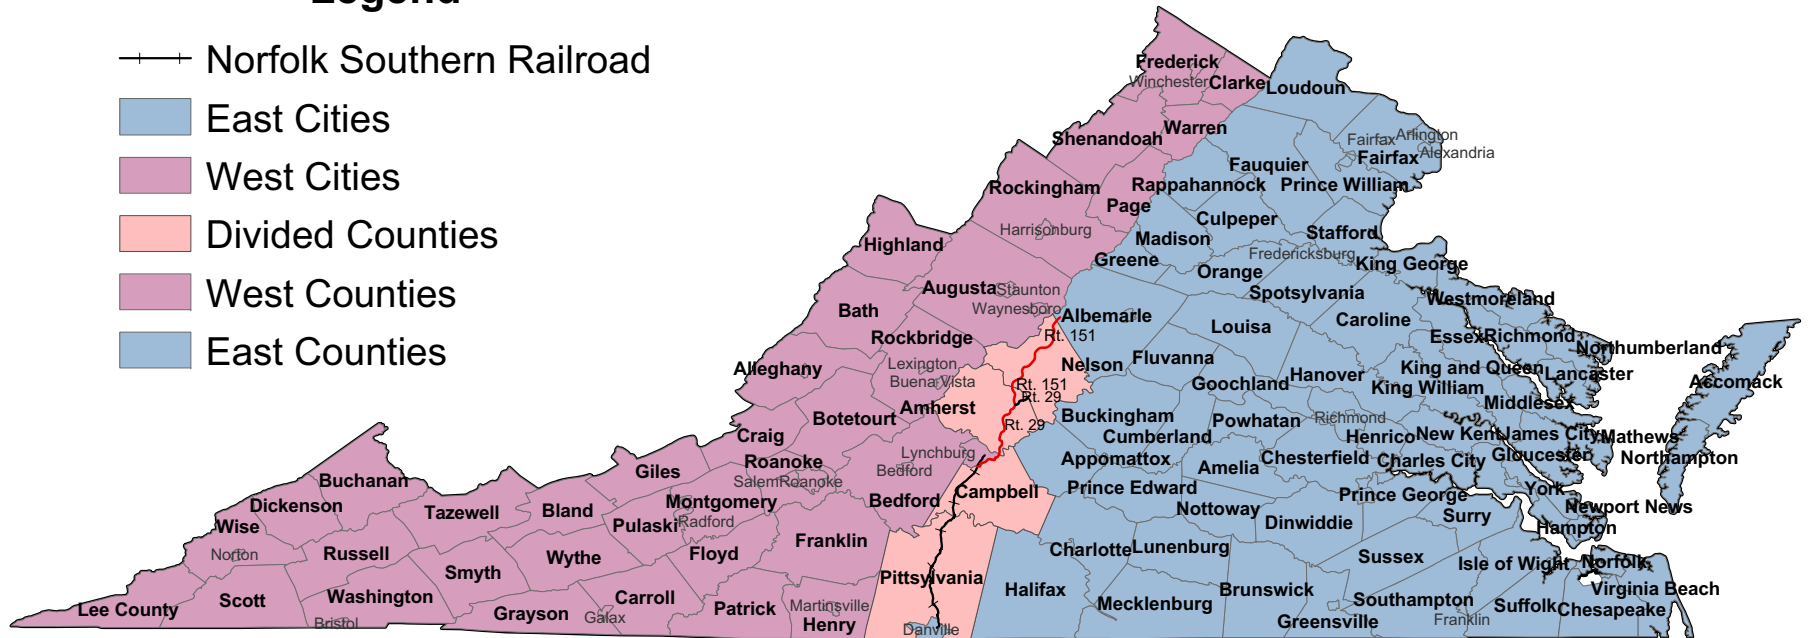 Legend
Norfolk Southern Railroad
East Cities
West Cities
Divided Counties
West Counties
East Counties
Frederick
Winchester
Clarke
Loudoun
Shenandoah
Warren
Fairfax
Arlington
Alexandria
Fairfax
Fauquier
Rockingham
Rappahannock
Prince William
Page
Culpeper
Harrisonburg
Madison
Stafford
Highland
Greene
Fredericksburg
Orange
King George
Augusta
Staunton
Spotsylvania
Westmoreland
Bath
Waynesboro
Albemarle
Louisa
Caroline
Rockbridge
Rt. 151
Essex
Richmond
Northumberland
Lexington
Nelson
Fluvanna
Alleghany
Buena Vista
Rt. 151
Rt. 29
Goochland
Hanover
King and Queen
King William
Lancaster
Accomack
Amherst
Middlesex
Botetourt
Buckingham
Powhatan
Richmond
Rt. 29
Craig
Cumberland
Henrico
New Kent
James City
Mathews
Lynchburg
Gloucester
Roanoke
Bedford
Appomattox
Amelia
Chesterfield
Charles City
Northampton
Giles
Salem
Roanoke
Buchanan
Campbell
Prince Edward
Prince George
York
Dickenson
Montgomery
Bedford
Nottoway
Newport News
Tazewell
Bland
Surry
Wise
Pulaski
Radford
Dinwiddie
Hampton
Norton
Russell
Wythe
Floyd
Franklin
Charlotte
Lunenburg
Sussex
Isle of Wight
Norfolk
Smyth
Pittsylvania
Halifax
Brunswick
Virginia Beach
Lee County
Scott
Washington
Carroll
Patrick
Martinsville
Mecklenburg
Southampton
Suffolk
Chesapeake
Bristol
Grayson
Galax
Henry
Danville
Greensville
Franklin